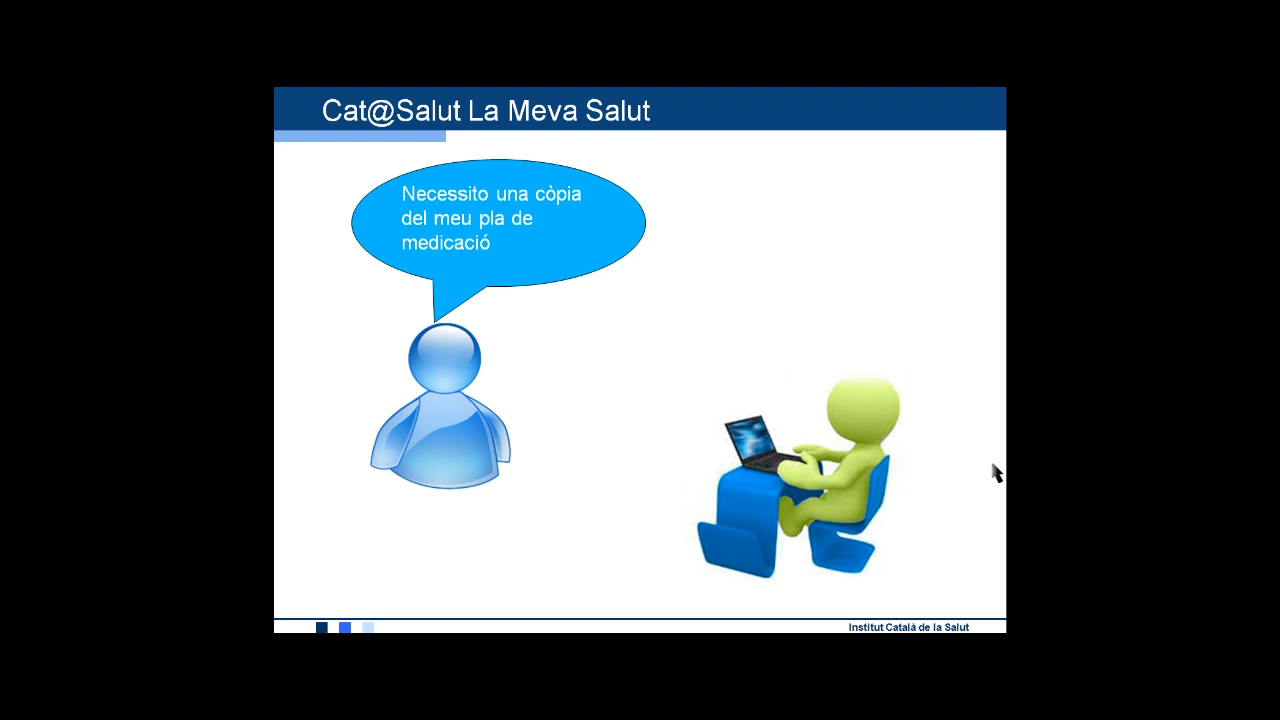 Cat@Salut La Meva Salut
Necessito una còpia
del meu pla de
medicació
Institut Català de la Salut